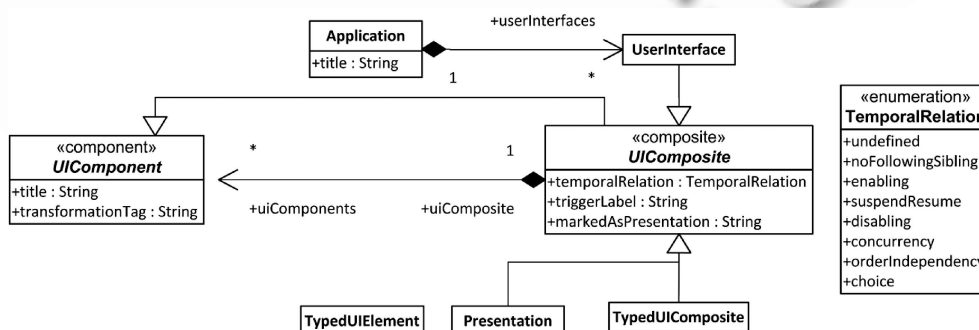 +userInterfaces
Application
+title : String
UserInterface
1
*
«component»
UIComponent
+title : String
+transformationTag : String
*
1
+uiComponents
+uiComposite
«composite»
UIComposite
+temporalRelation : TemporalRelation
+triggerLabel : String
+markedAsPresentation : String
«enumeration»
TemporalRelation
+undefined
+noFollowingSibling
+enabling
+suspendResume
+disabling
+concurrency
+orderIndependency
+choice
TypedUIElement
Presentation
TypedUIComposite